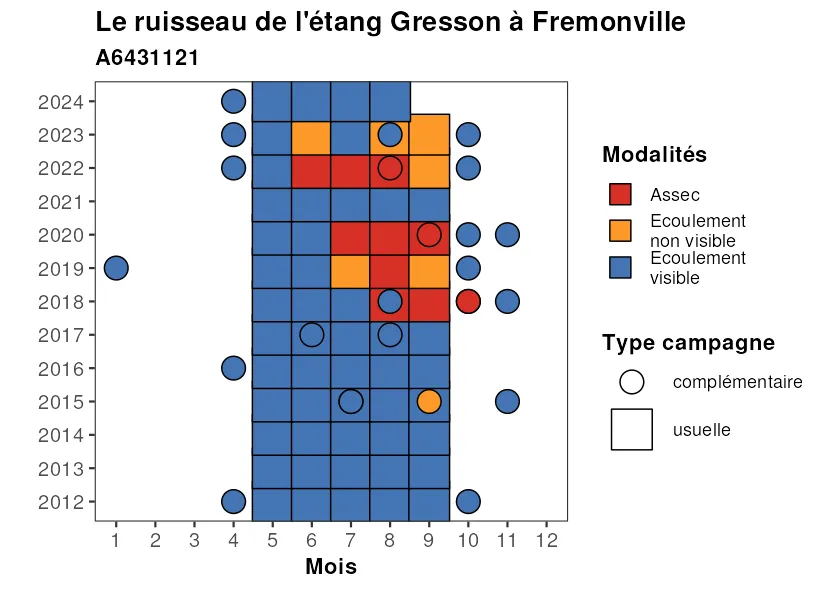 Le ruisseau de l'étang Gresson à Fremonville
A6431121
2024
2023
2022
2021
2020
2019
2018
2017
2016
2015
2014
2013
2012
1 2 3 4 5 6 7 8 9 10 11 12
Mois
Modalités
Assec
Ecoulement
non visible
Ecoulement
visible
Type campagne
complémentaire
usuelle